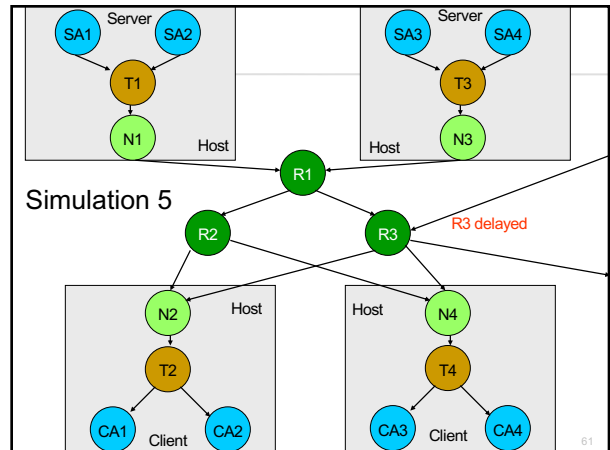 Server
SA1
SA2
Server
SA3
SA4
T1
T3
N1
Host
Host
N3
R1
Simulation 5
R2
R3
R3 delayed
N2
Host
Host
N4
T2
T4
CA1
Client
CA2
CA3
Client
CA4
61